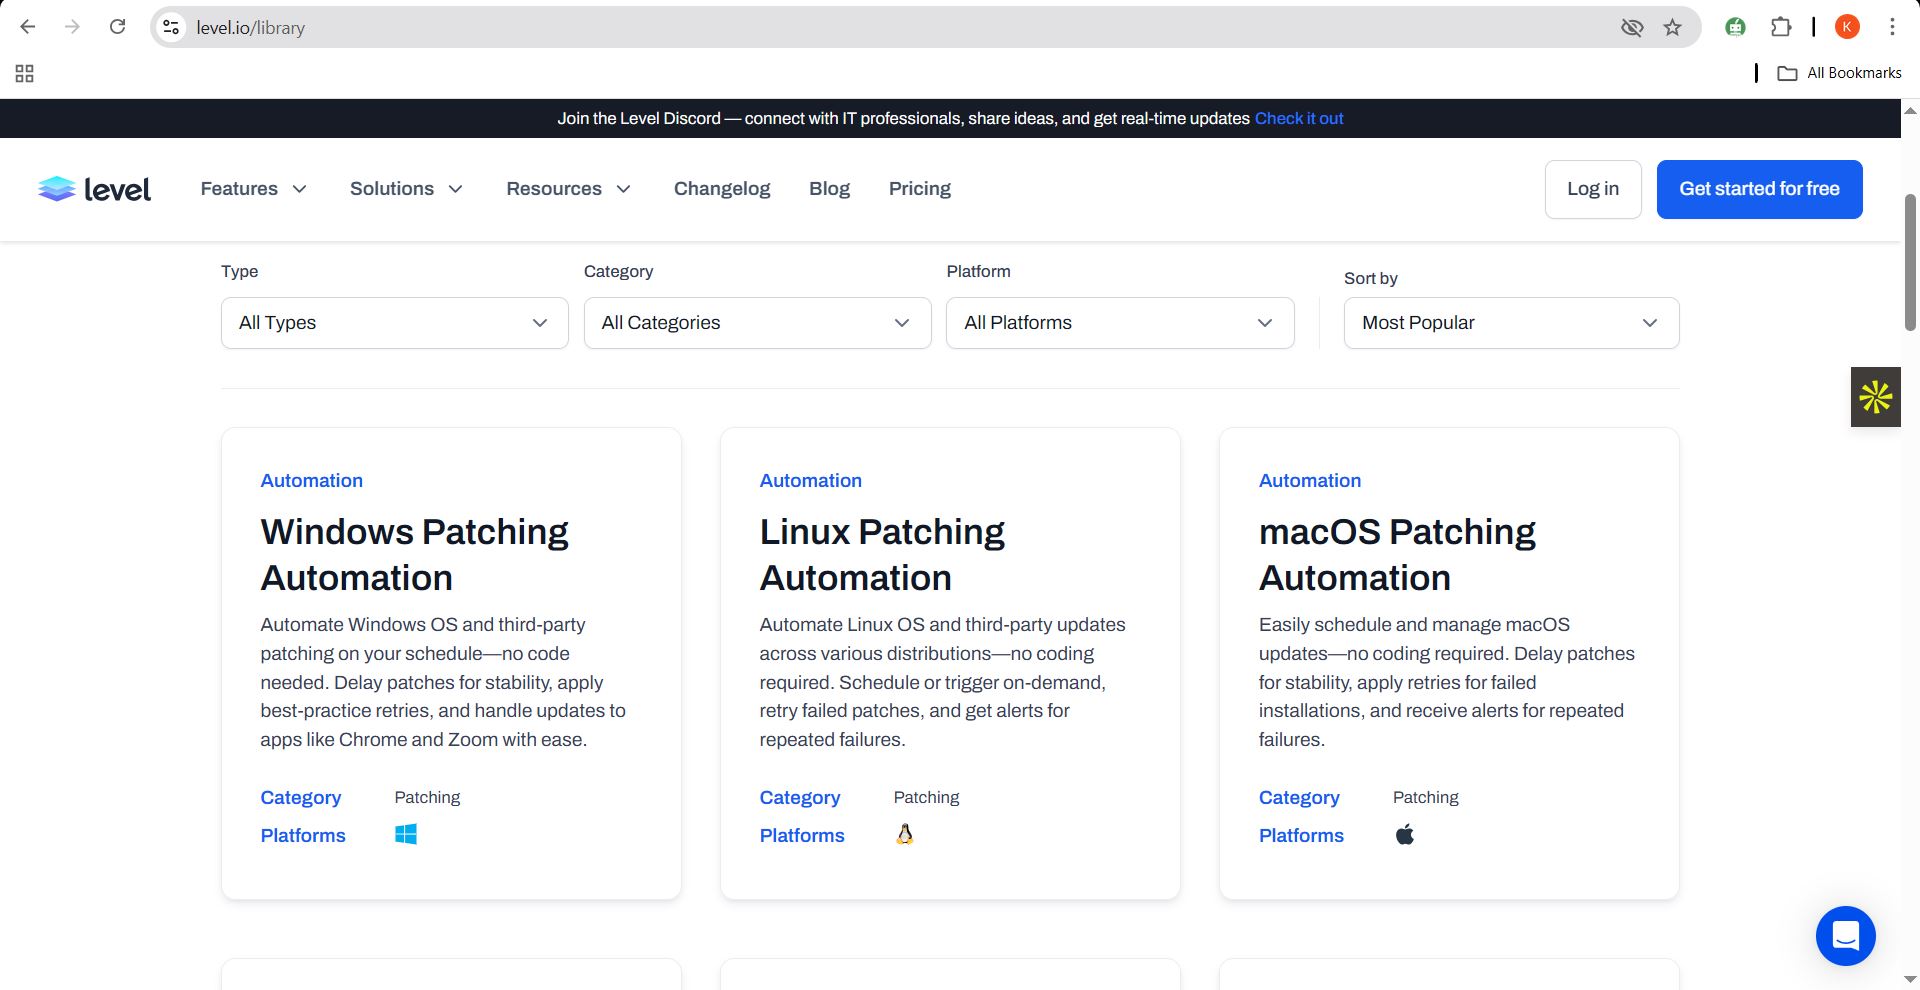 level.io/library
K
All Bookmarks
Join the Level Discord — connect with IT professionals, share ideas, and get real-time updates Check it out
level
Features
Solutions
Resources
Changelog
Blog
Pricing
Log in
Get started for free
Type
Category
Platform
Sort by
All Types
All Categories
All Platforms
Most Popular
Automation
Windows Patching
Automation
Automate Windows OS and third-party
patching on your schedule—no code
needed. Delay patches for stability, apply
best-practice retries, and handle updates to
apps like Chrome and Zoom with ease.
Category Patching
Platforms
Automation
Linux Patching
Automation
Automate Linux OS and third-party updates
across various distributions—no coding
required. Schedule or trigger on-demand,
retry failed patches, and get alerts for
repeated failures.
Category Patching
Platforms
Automation
macOS Patching
Automation
Easily schedule and manage macOS
updates—no coding required. Delay patches
for stability, apply retries for failed
installations, and receive alerts for repeated
failures.
Category Patching
Platforms